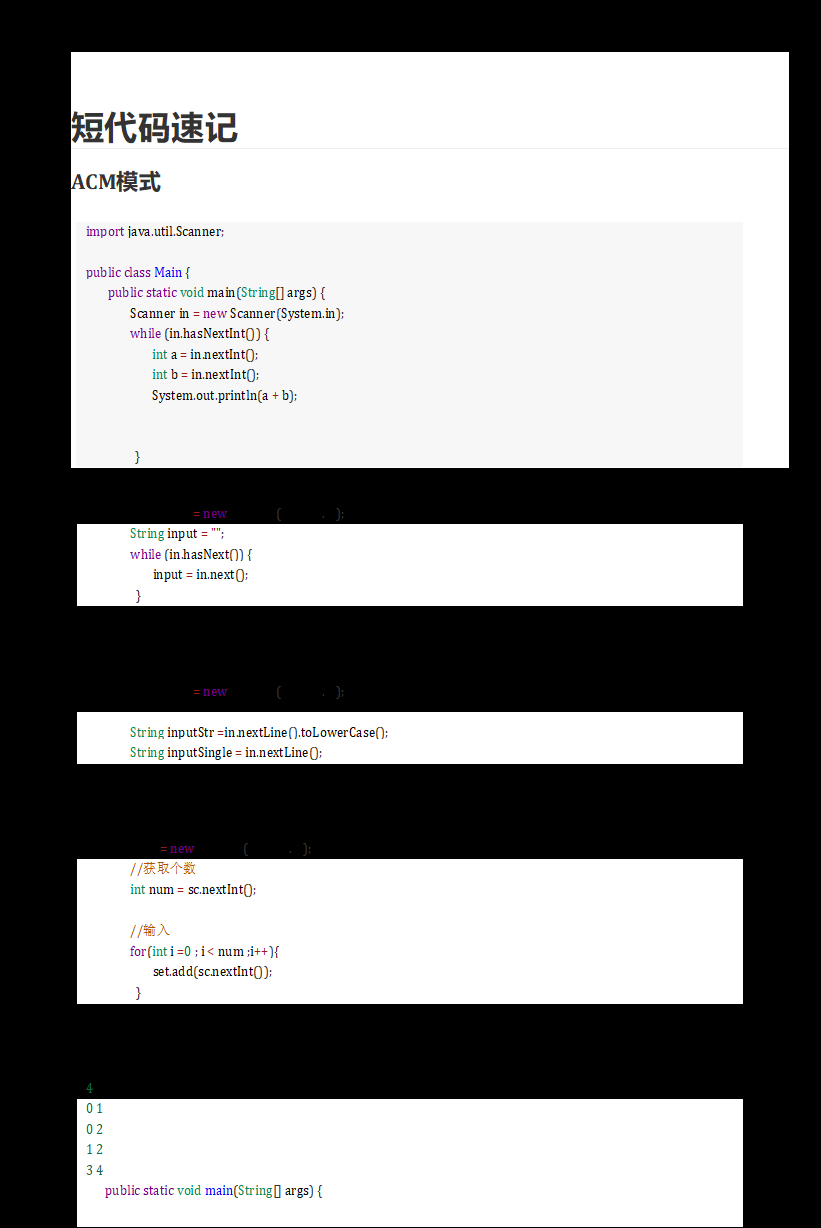 短代码速记
ACM模式
import java.util.Scanner;
public class Main {
public static void main(String[] args) {
Scanner in = new Scanner(System.in);
while (in.hasNextInt()) {
int a = in.nextInt();
int b = in.nextInt();
System.out.println(a + b);
}
= new ( . );
String input = "";
while (in.hasNext()) {
input = in.next();
}
= new ( . );
String inputStr =in.nextLine().toLowerCase();
String inputSingle = in.nextLine();
= new ( . );
//获取个数
int num = sc.nextInt();
//输入
for(int i =0 ; i < num ;i++){
set.add(sc.nextInt());
}
4
0 1
0 2
1 2
3 4
public static void main(String[] args) {